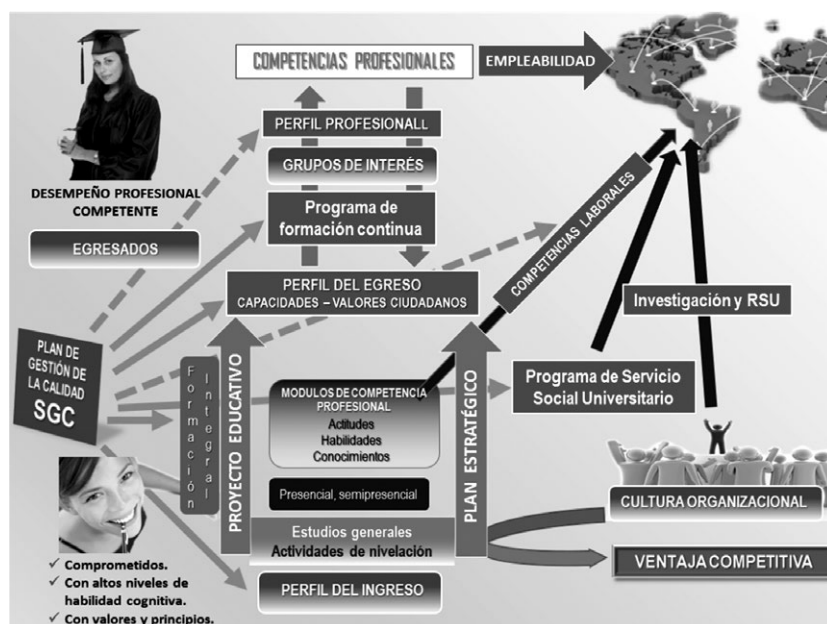 COMPETENCIAS PROFESIONALES
EMPLEABILIDAD
PERFIL PROFESIONALL
GRUPOS DE INTERÉS
DESEMPEÑO PROFESIONAL
COMPETENTE
EGRESADOS
Programa de
formación continua
COMPETENCIAS LABORALES
PERFIL DEL EGRESO
CAPACIDADES – VALORES CIUDADANOS
Investigación y RSU
PLAN DE
GESTIÓN DE
LA CALIDAD
SGC
Formación
Integral
PROYECTO EDUCATIVO
MODULOS DE COMPETENCIA
PROFESIONAL
Actitudes
Habilidades
Conocimientos
PLAN ESTRATÉGICO
Programa de Servicio
Social Universitario
Presencial, semipresencial
CULTURA ORGANIZACIONAL
Estudios generales
Actividades de nivelación
VENTAJA COMPETITIVA
PERFIL DEL INGRESO
✓ Comprometidos.
✓ Con altos niveles de
habilidad cognitiva.
✓ Con valores y principios.